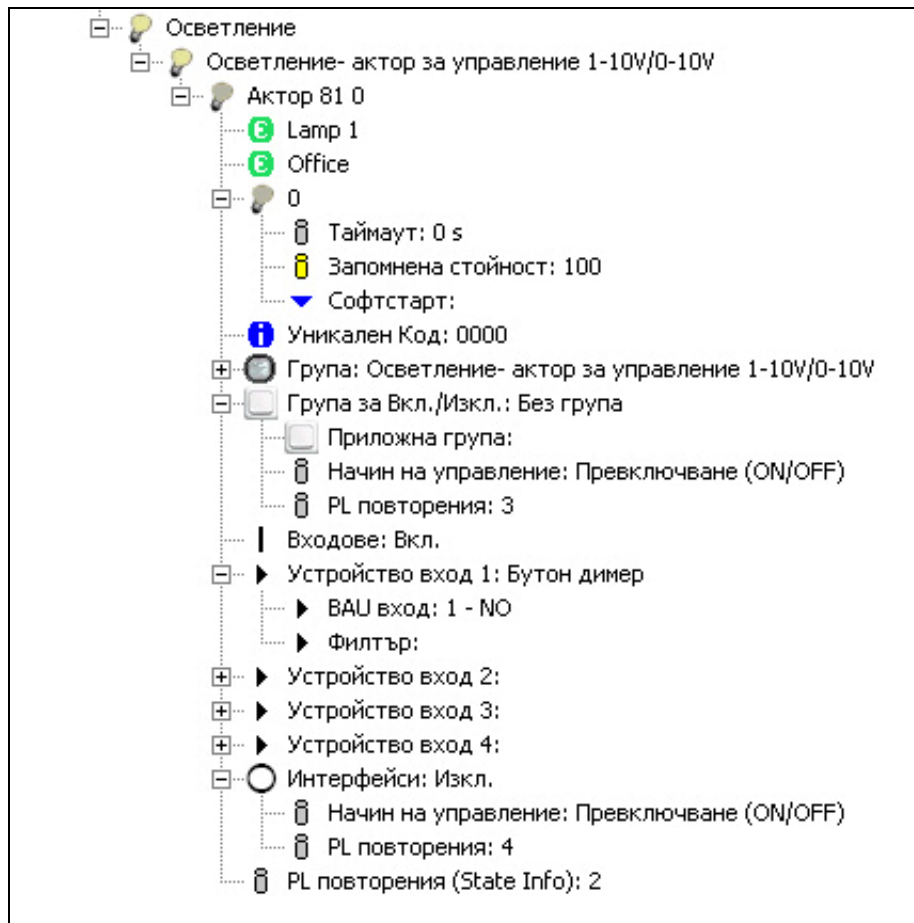 Осветление
Осветление- актор за управление 1-10V/0-10V
Актор 81 0
Lamp 1
Office
0
Таймаут: 0 s
Запомнена стойност: 100
Софтстарт:
Уникален Код: 0000
Група: Осветление- актор за управление 1-10V/0-10V
Група за Вкл./Изкл.: Без група
Приложна група:
Начин на управление: Превключване (ON/OFF)
PL повторения: 3
Входове: Вкл.
Устройство вход 1: Бутон димер
BAU вход: 1 - NO
Филтър:
Устройство вход 2:
Устройство вход 3:
Устройство вход 4:
Интерфейси: Изкл.
Начин на управление: Превключване (ON/OFF)
PL повторения: 4
PL повторения (State Info): 2